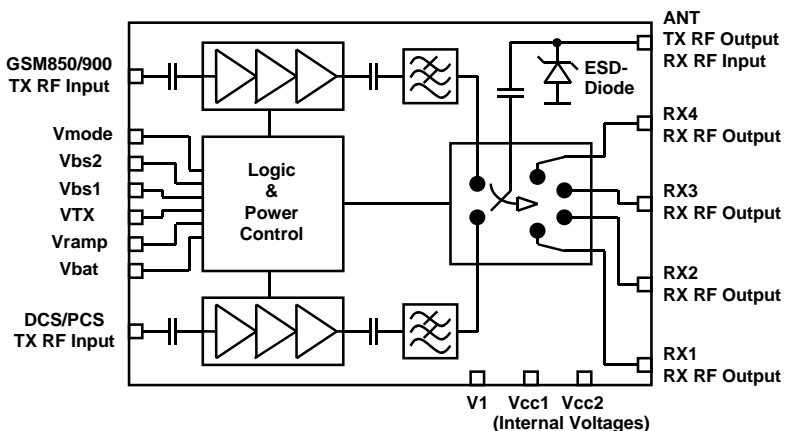 GSM850/900
TX RF Input
Vmode
Vbs2
Vbs1
VTX
Vramp
Vbat
DCS/PCS
TX RF Input
Logic
&
Power
Control
ESD-
Diode
ANT
TX RF Output
RX RF Input
RX4
RX RF Output
RX3
RX RF Output
RX2
RX RF Output
RX1
RX RF Output
V1 Vcc1 Vcc2
(Internal Voltages)